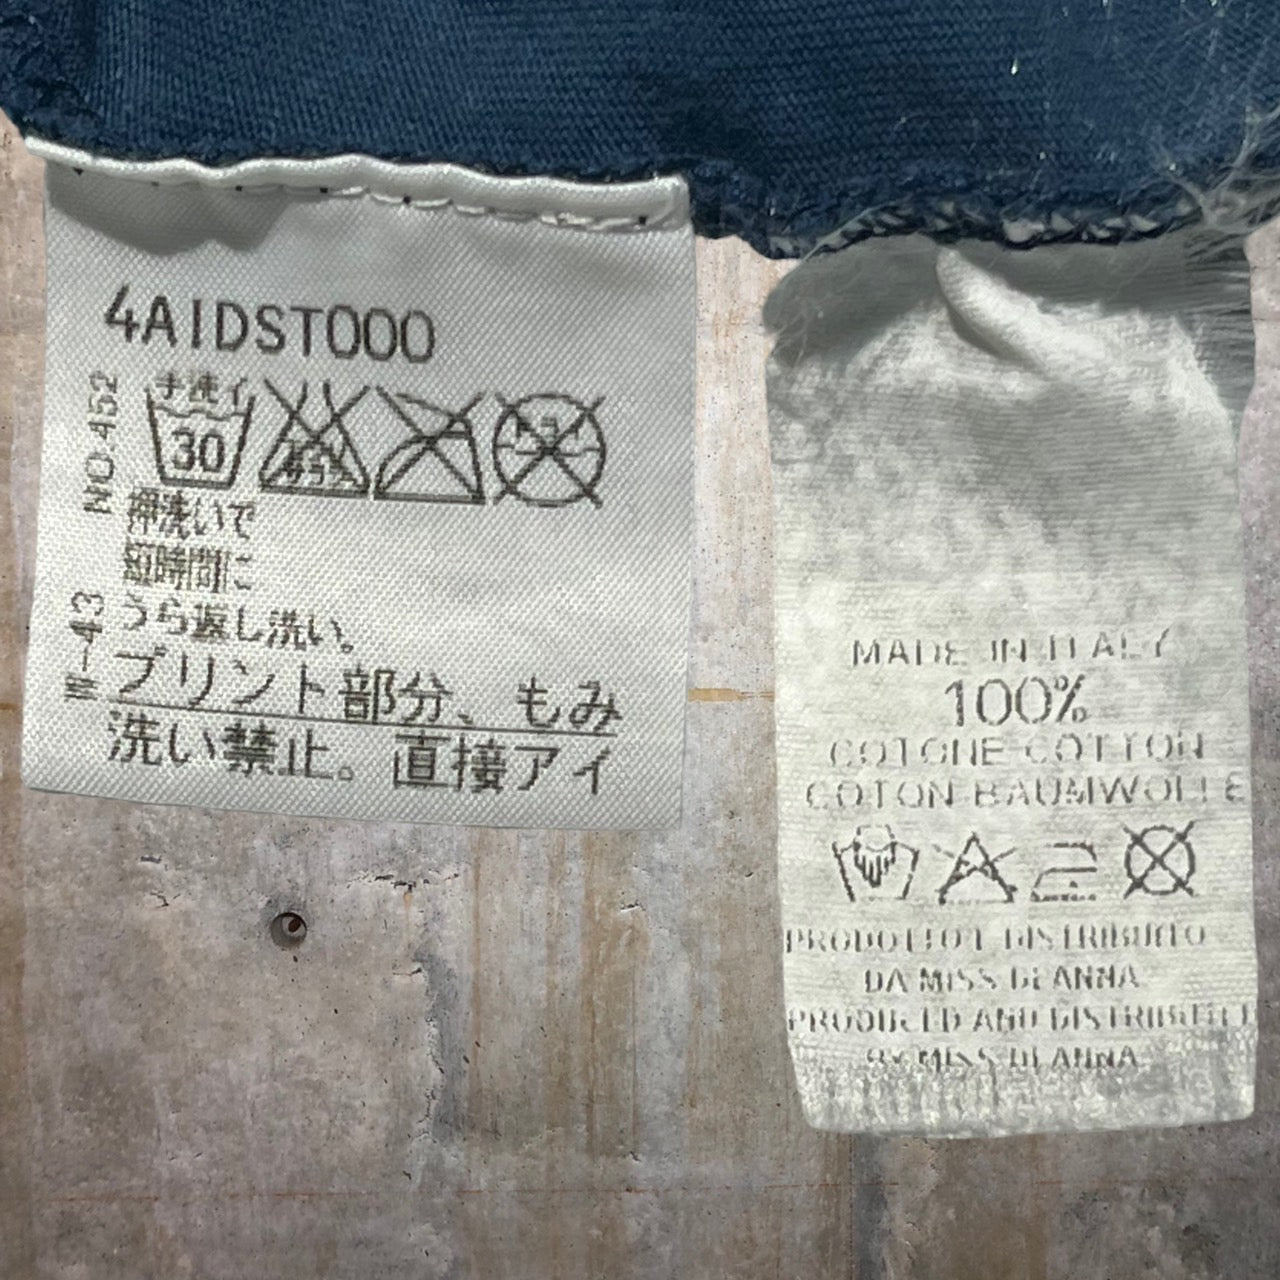 4AIDST000
NO.452
手洗イ
30
押洗いで
短時間に
うら返し洗い。
W-43
プリント部分、もみ
洗い禁止。直接アイ
MADE IN ITALY
100%
COTONE-COTTON
COTON-BAUMWOLLE
PRODOTTO E DISTRIBUITO
DA MISS DEANNA
PRODUCED AND DISTRIBUTED
BY MISS DEANNA